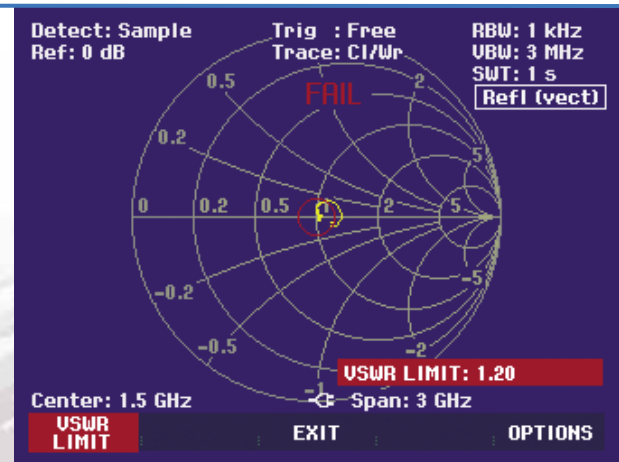 Detect: Sample Trig : Free RBW: 1 kHz
Ref: 0 dB Trace: Cl/Wr VBW: 3 MHz
SWT: 1 s
Refl (vect)
FAIL
0.5 2
0.2 5
0 0.2 0.5 1 2 5
-0.2 -5
-0.5 -2
-1
VSWR LIMIT: 1.20
Center: 1.5 GHz Span: 3 GHz
VSWR LIMIT EXIT OPTIONS